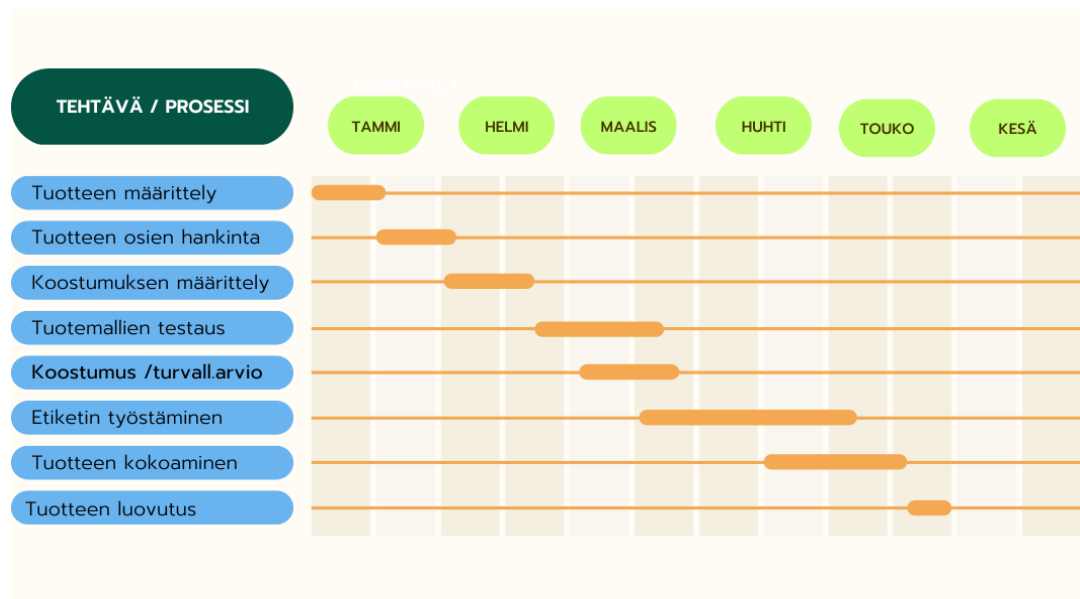 TEHTÄVÄ / PROSESSI
TAMMI
HELMI
MAALIS
HUHTI
TOUKO
KESÄ
Tuotteen määrittely
Tuotteen osien hankinta
Koostumuksen määrittely
Tuotemallien testaus
Koostumus /turvall.arvio
Etiketin työstäminen
Tuotteen kokoaminen
Tuotteen luovutus